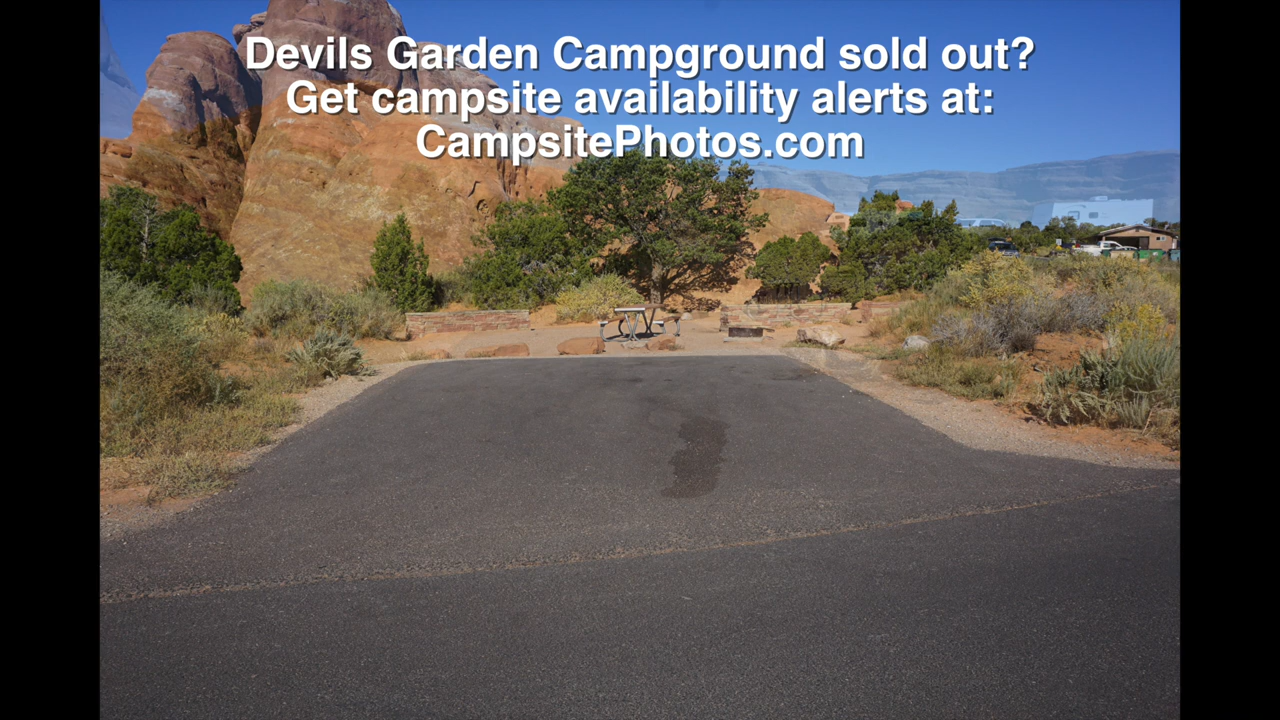 Devils Garden Campground sold out?
Get campsite availability alerts at:
CampsitePhotos.com